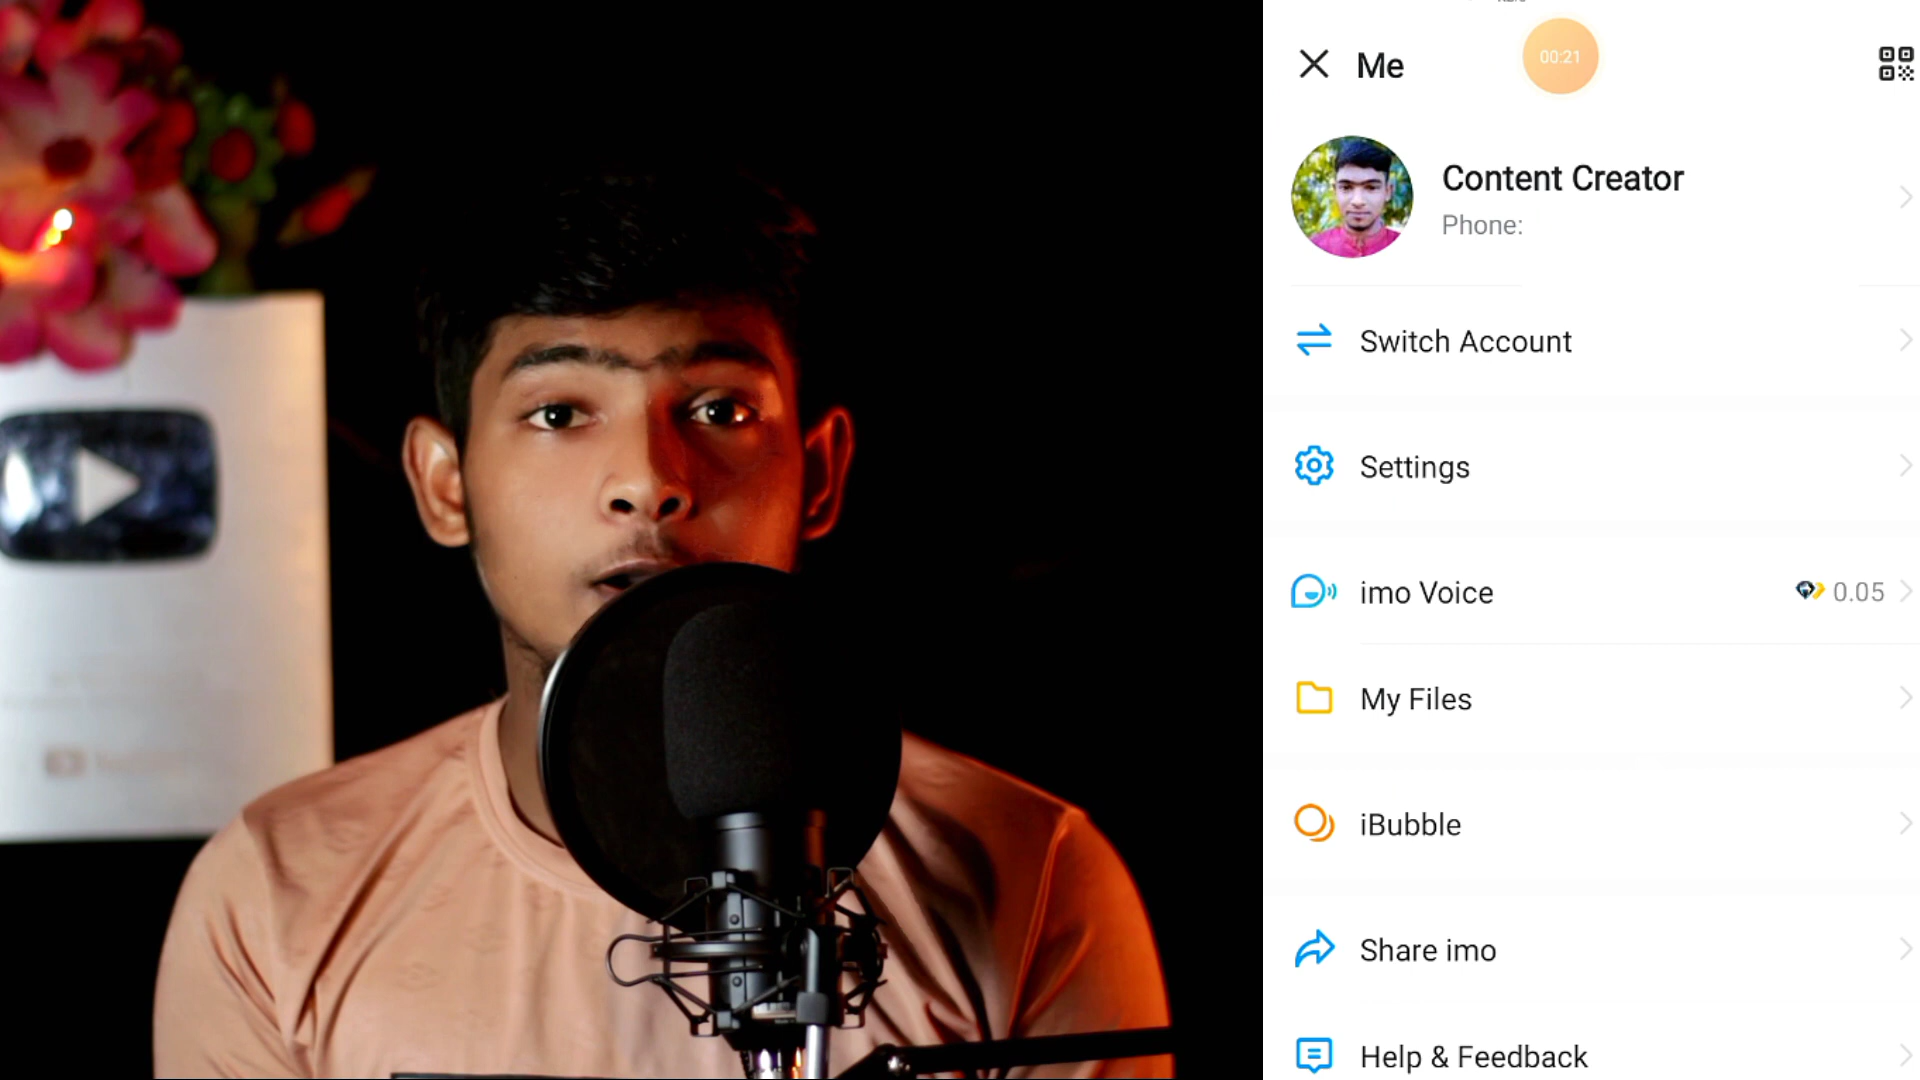 Me
00:21
Content Creator
Phone:
Switch Account
Settings
imo Voice
0.05
My Files
iBubble
Share imo
Help & Feedback